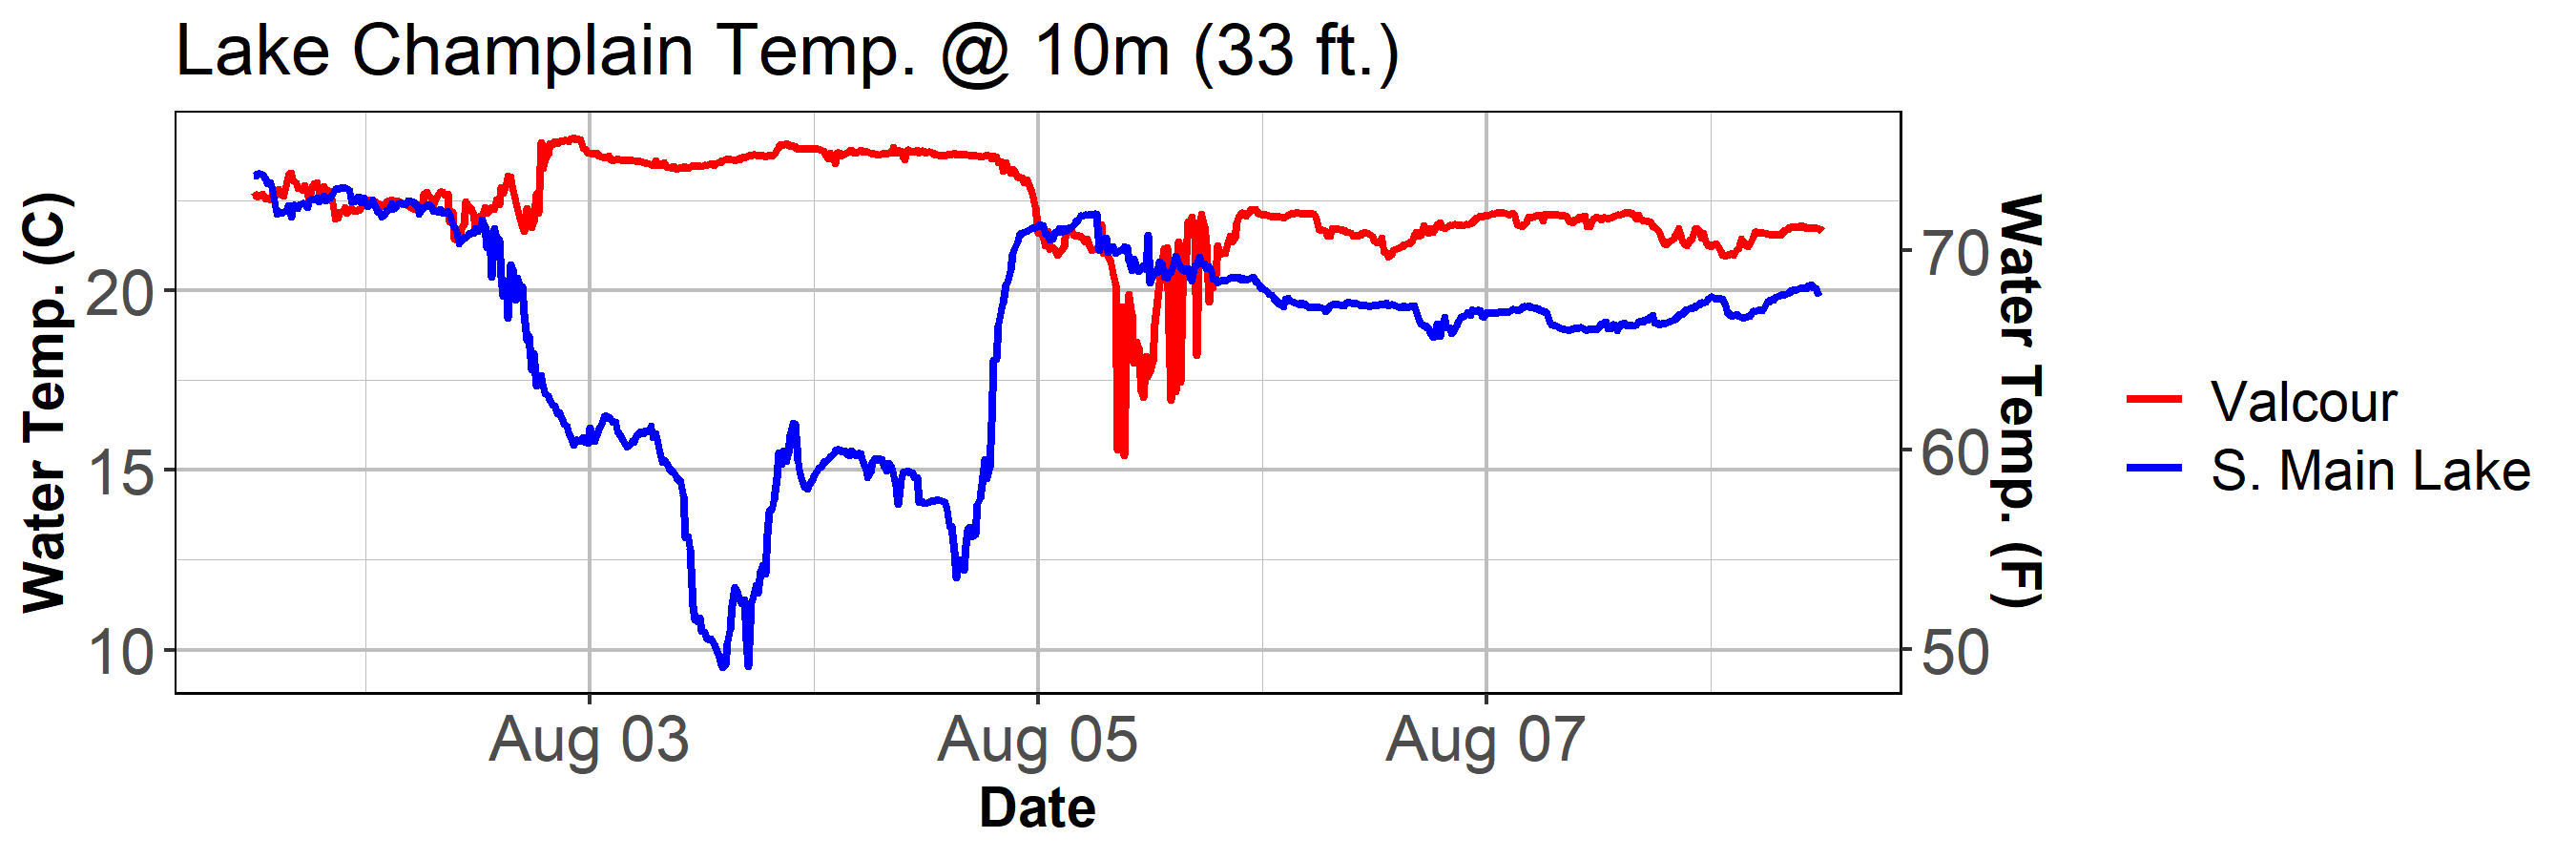 Lake Champlain Temp. @ 10m (33 ft.)
Water Temp. (C)
20
15
10
Water Temp. (F)
70
60
50
Aug 03
Aug 05
Aug 07
Date
Valcour
S. Main Lake